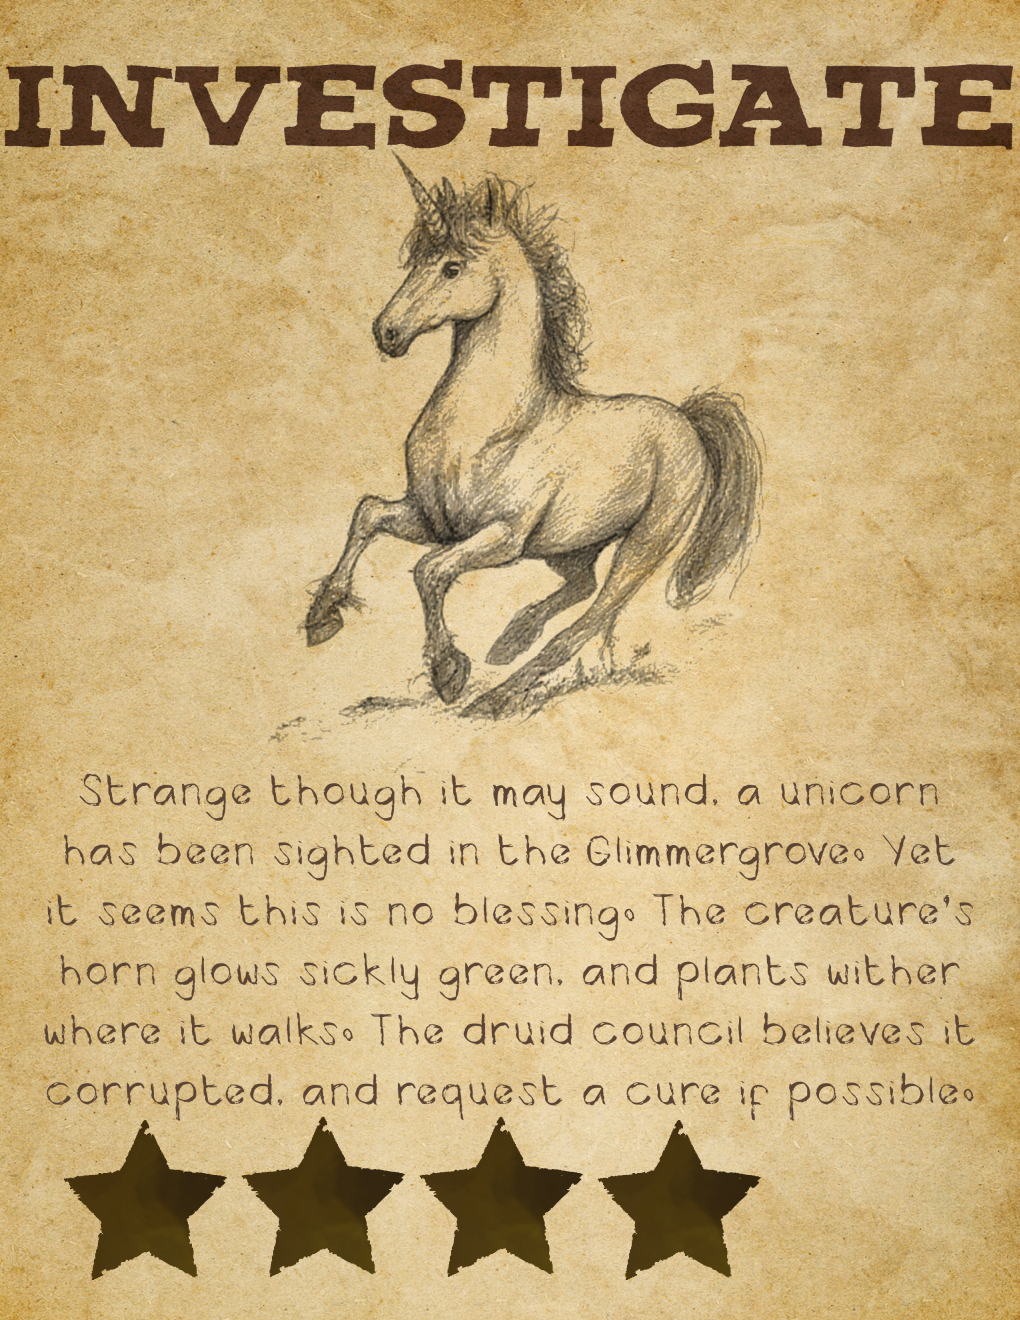 INVESTIGATE
Strange though it may sound, a unicorn
has been sighted in the Glimmergrove. Yet
it seems this is no blessing. The creature's
horn glows sickly green, and plants wither
where it walks. The druid council believes it
corrupted, and request a cure if possible.